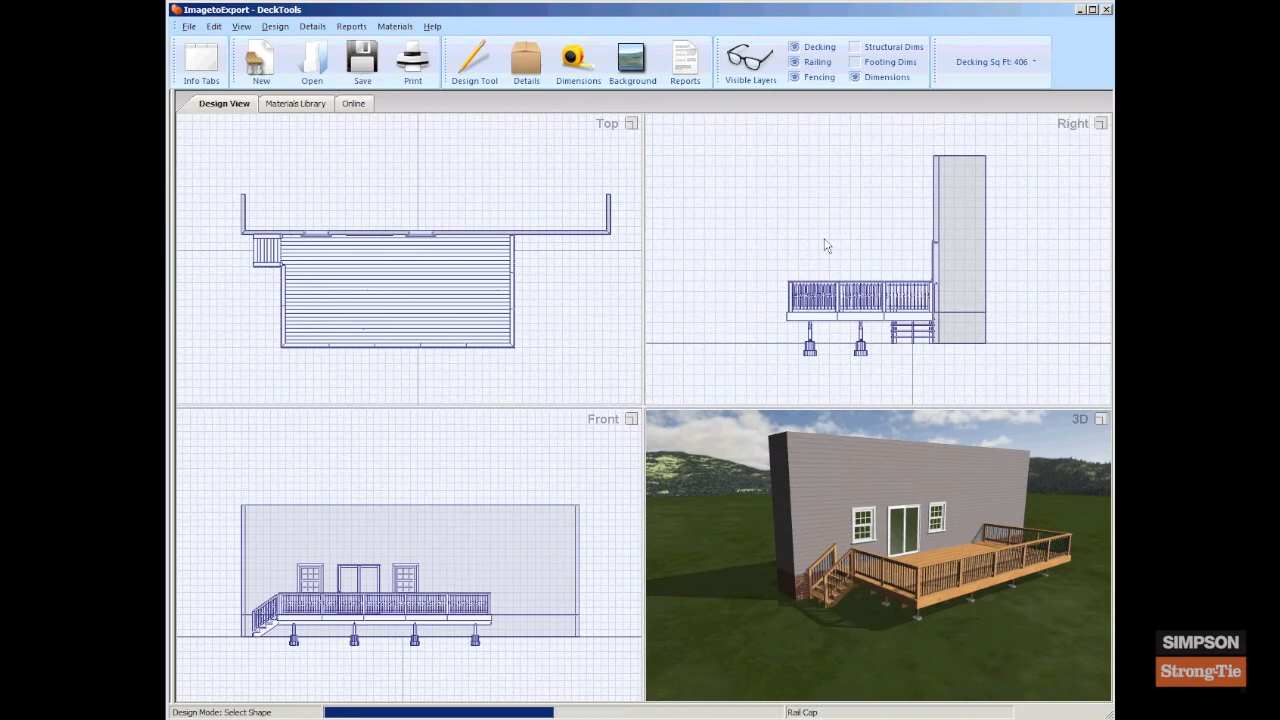 ImagetoExport - DeckTools
File Edit View Design Details Reports Materials Help
Info Tabs New Open Save Print Design Tool Details Dimensions Background Reports Visible Layers
Decking Structural Dims
Railing Footing Dims
Fencing Dimensions
Decking Sq Ft: 406
Design View Materials Library Online
Top
Right
Front
3D
Design Mode: Select Shape Rail Cap
SIMPSON
Strong-Tie